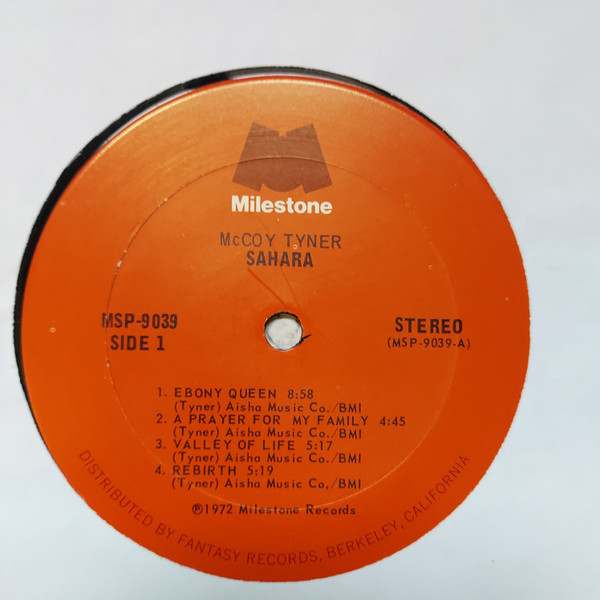 Milestone
McCOY TYNER
SAHARA
MSP-9039
SIDE 1
STEREO
(MSP-9039-A)
1. EBONY QUEEN 8:58
(Tyner) Aisha Music Co./BMI
2. A PRAYER FOR MY FAMILY 4:45
(Tyner) Aisha Music Co./BMI
3. VALLEY OF LIFE 5:17
(Tyner) Aisha Music Co./BMI
4. REBIRTH 5:19
(Tyner) Aisha Music Co./BMI
℗1972 Milestone Records
DISTRIBUTED BY FANTASY RECORDS, BERKELEY, CALIFORNIA